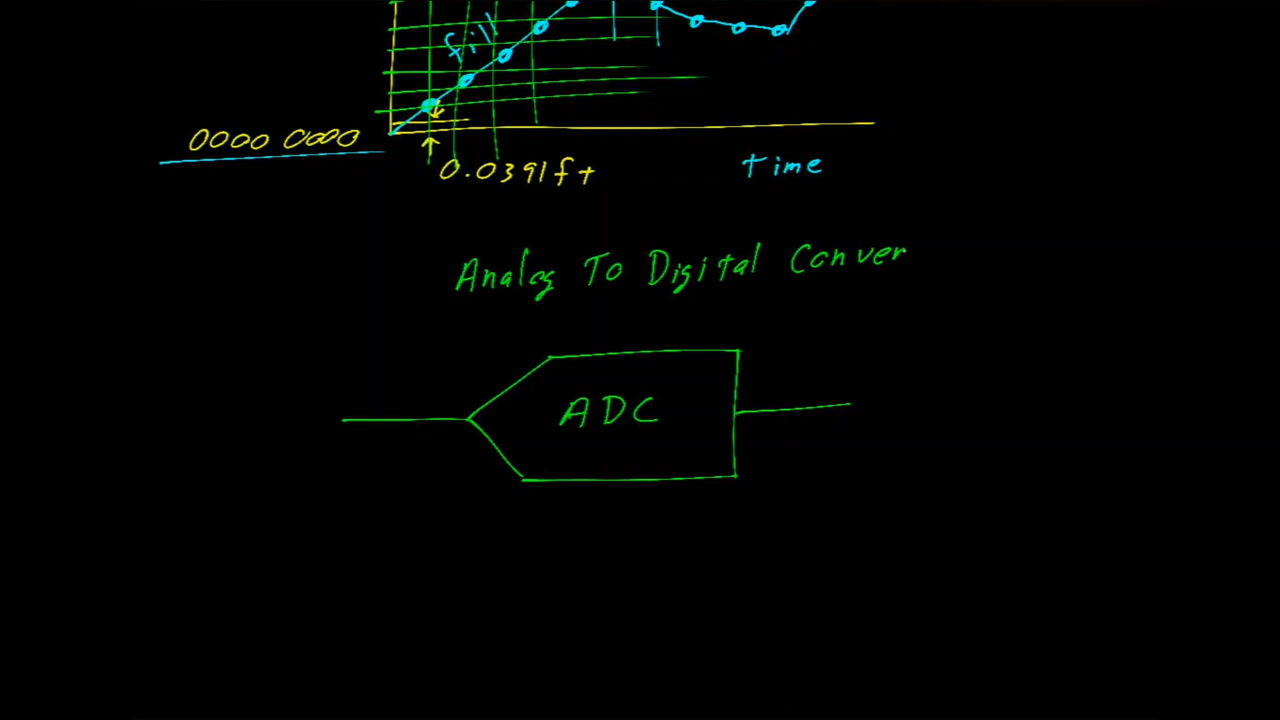 fill
0000 0000
0.0391ft
time
Analog To Digital Conver
ADC